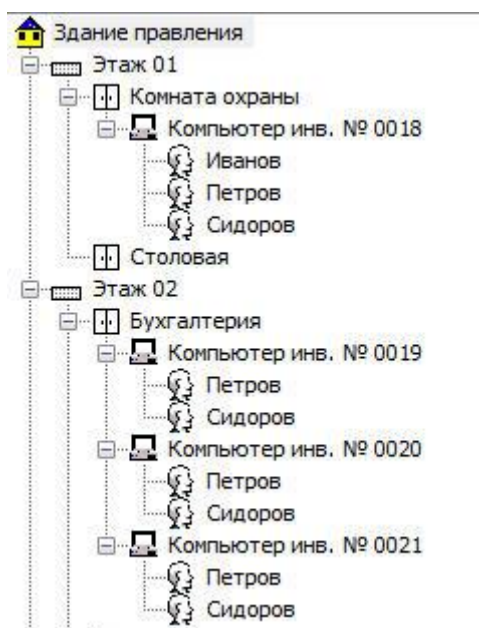 Здание правления
Этаж 01
Комната охраны
Компьютер инв. № 0018
Иванов
Петров
Сидоров
Столовая
Этаж 02
Бухгалтерия
Компьютер инв. № 0019
Петров
Сидоров
Компьютер инв. № 0020
Петров
Сидоров
Компьютер инв. № 0021
Петров
Сидоров